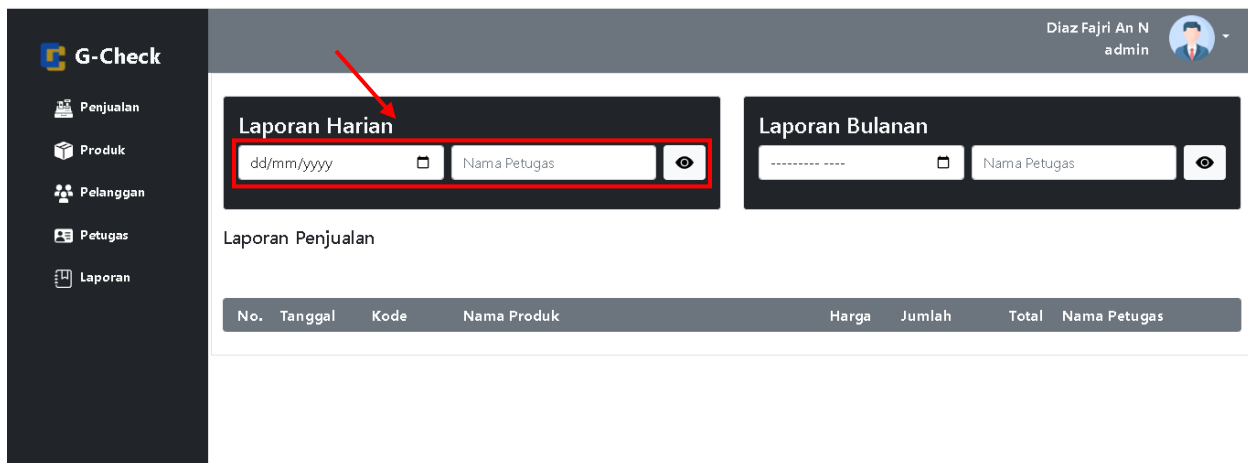 G-Check
Diaz Fajri An N
admin
Penjualan
Produk
Pelanggan
Petugas
Laporan
Laporan Harian
dd/mm/yyyy Nama Petugas
Laporan Bulanan
--------- ---- Nama Petugas
Laporan Penjualan
No. Tanggal Kode Nama Produk Harga Jumlah Total Nama Petugas